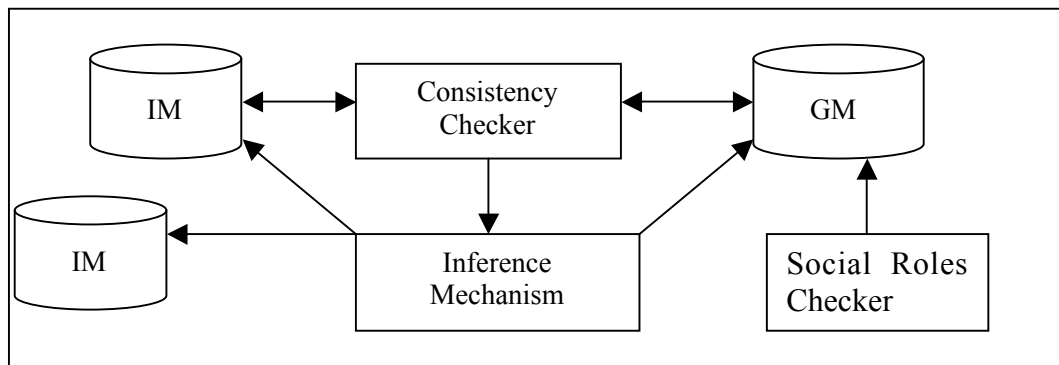 IM
Consistency
Checker
GM
IM
Inference
Mechanism
Social Roles
Checker